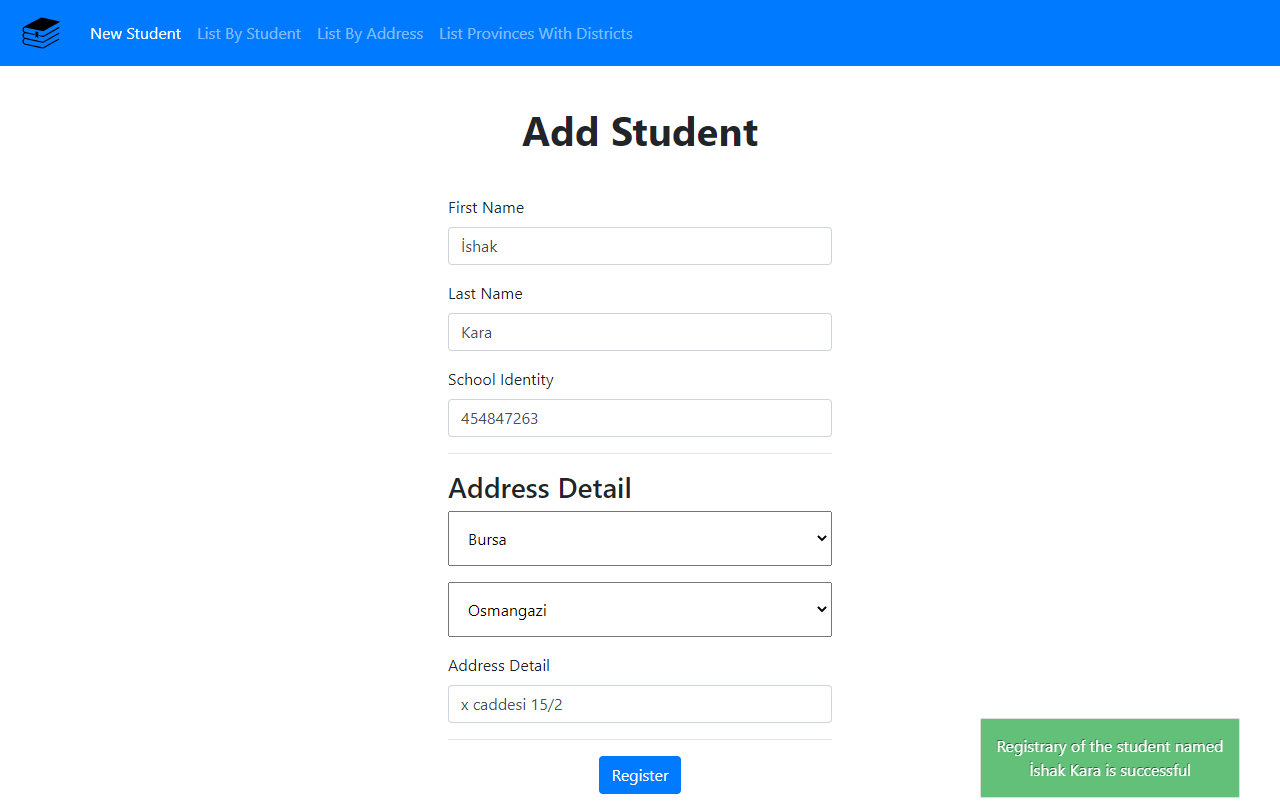 New Student List By Student List By Address List Provinces With Districts
Add Student
First Name
İshak
Last Name
Kara
School Identity
454847263
Address Detail
Bursa
Osmangazi
Address Detail
x caddesi 15/2
Register
Registrary of the student named
İshak Kara is successful